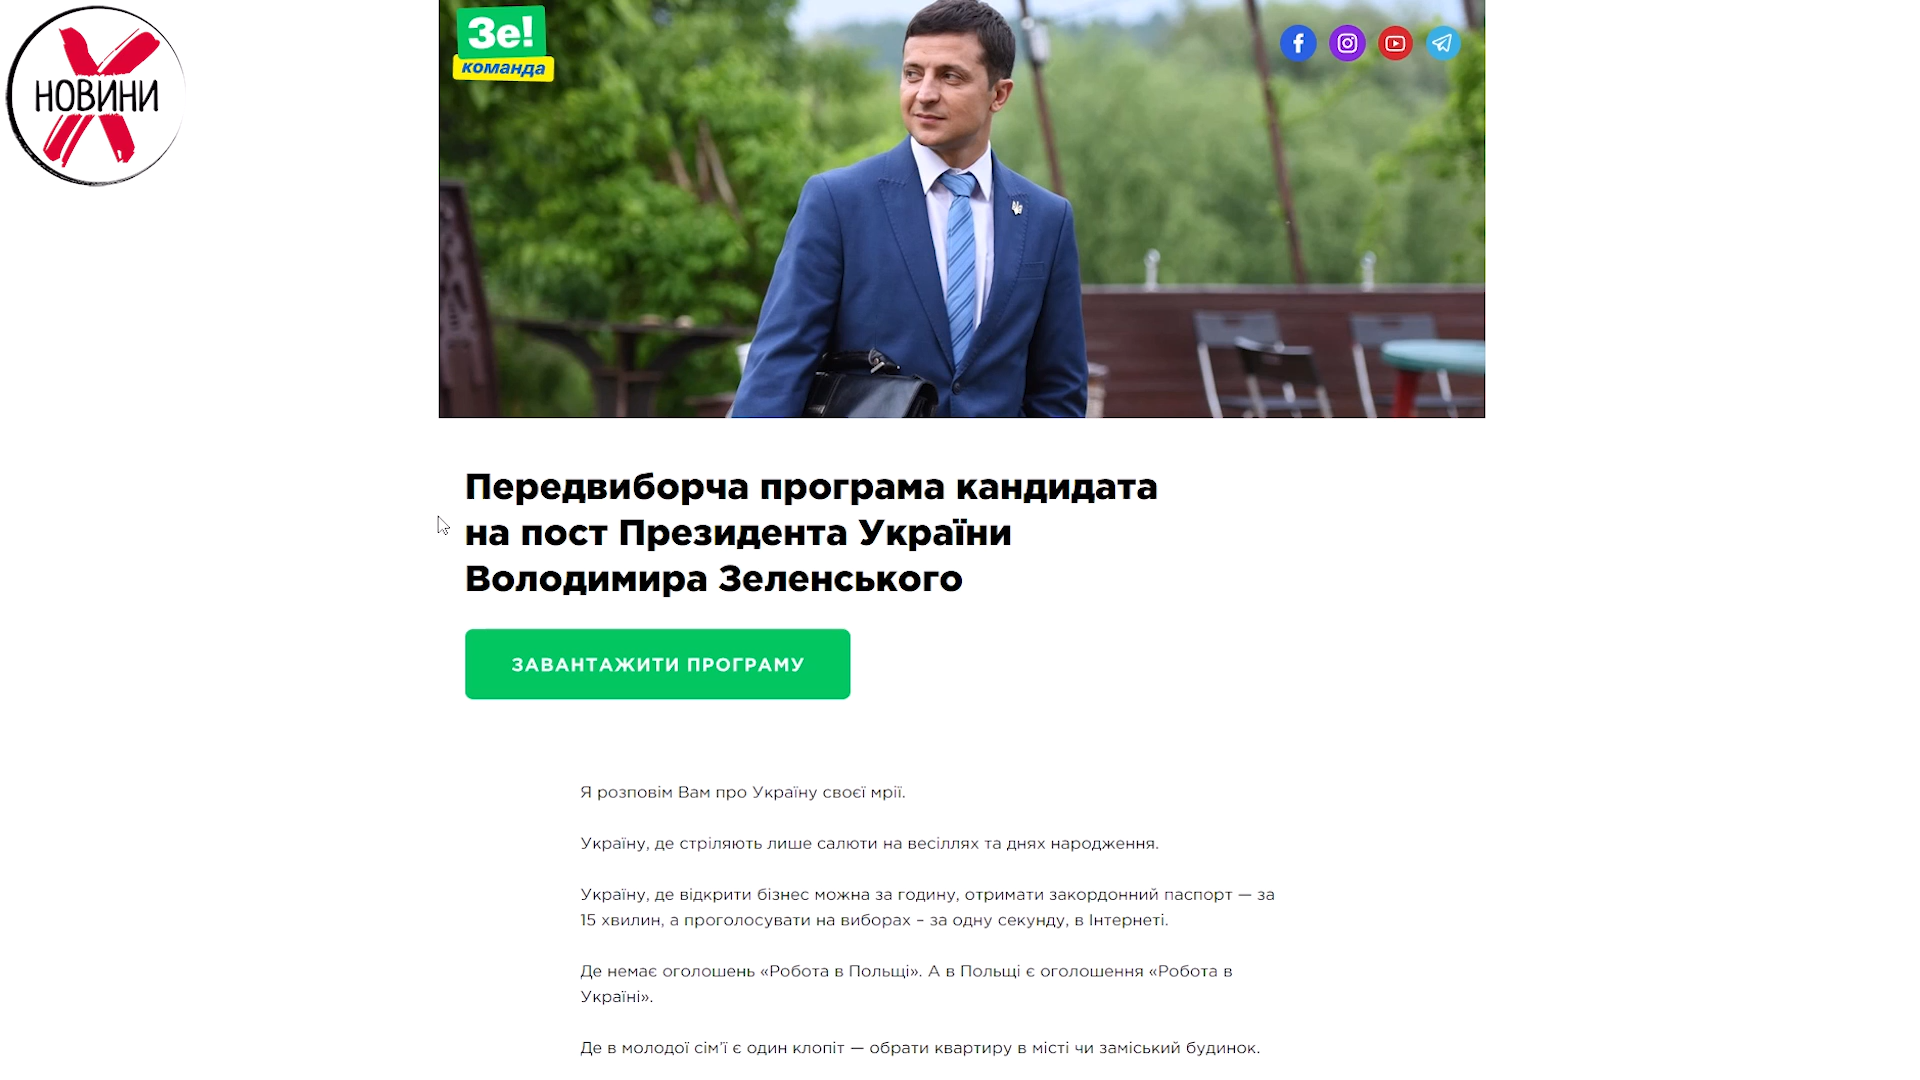 НОВИНИ
Зе!
команда
Передвиборча програма кандидата
на пост Президента України
Володимира Зеленського
ЗАВАНТАЖИТИ ПРОГРАМУ
Я розповім Вам про Україну своєї мрії.
Україну, де стріляють лише салюти на весіллях та днях народження.
Україну, де відкрити бізнес можна за годину, отримати закордонний паспорт — за
15 хвилин, а проголосувати на виборах – за одну секунду, в Інтернеті.
Де немає оголошень «Робота в Польщі». А в Польщі є оголошення «Робота в
Україні».
Де в молодої сім’ї є один клопіт — обрати квартиру в місті чи заміський будинок.